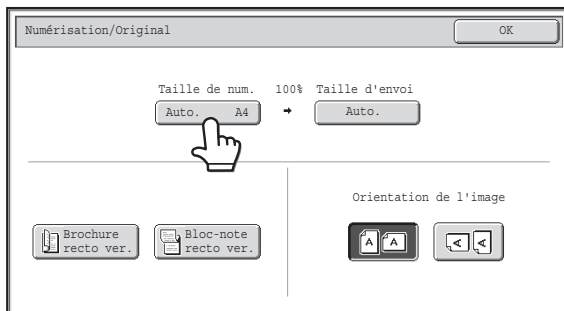 Numérisation/Original
OK
Taille de num. 100% Taille d'envoi
Auto. A4 Auto.
Orientation de l'image
Brochure
recto ver.
Bloc-note
recto ver.
A A A A